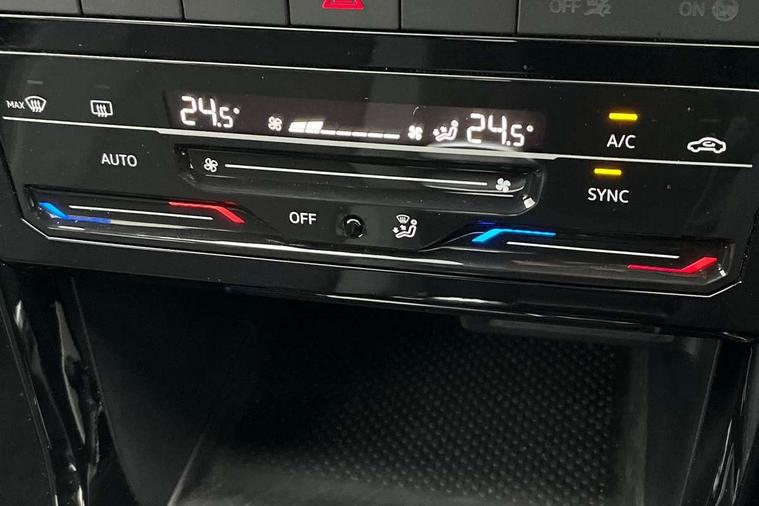 OFF ON
MAX 24.5° 24.5° A/C
AUTO SYNC
OFF